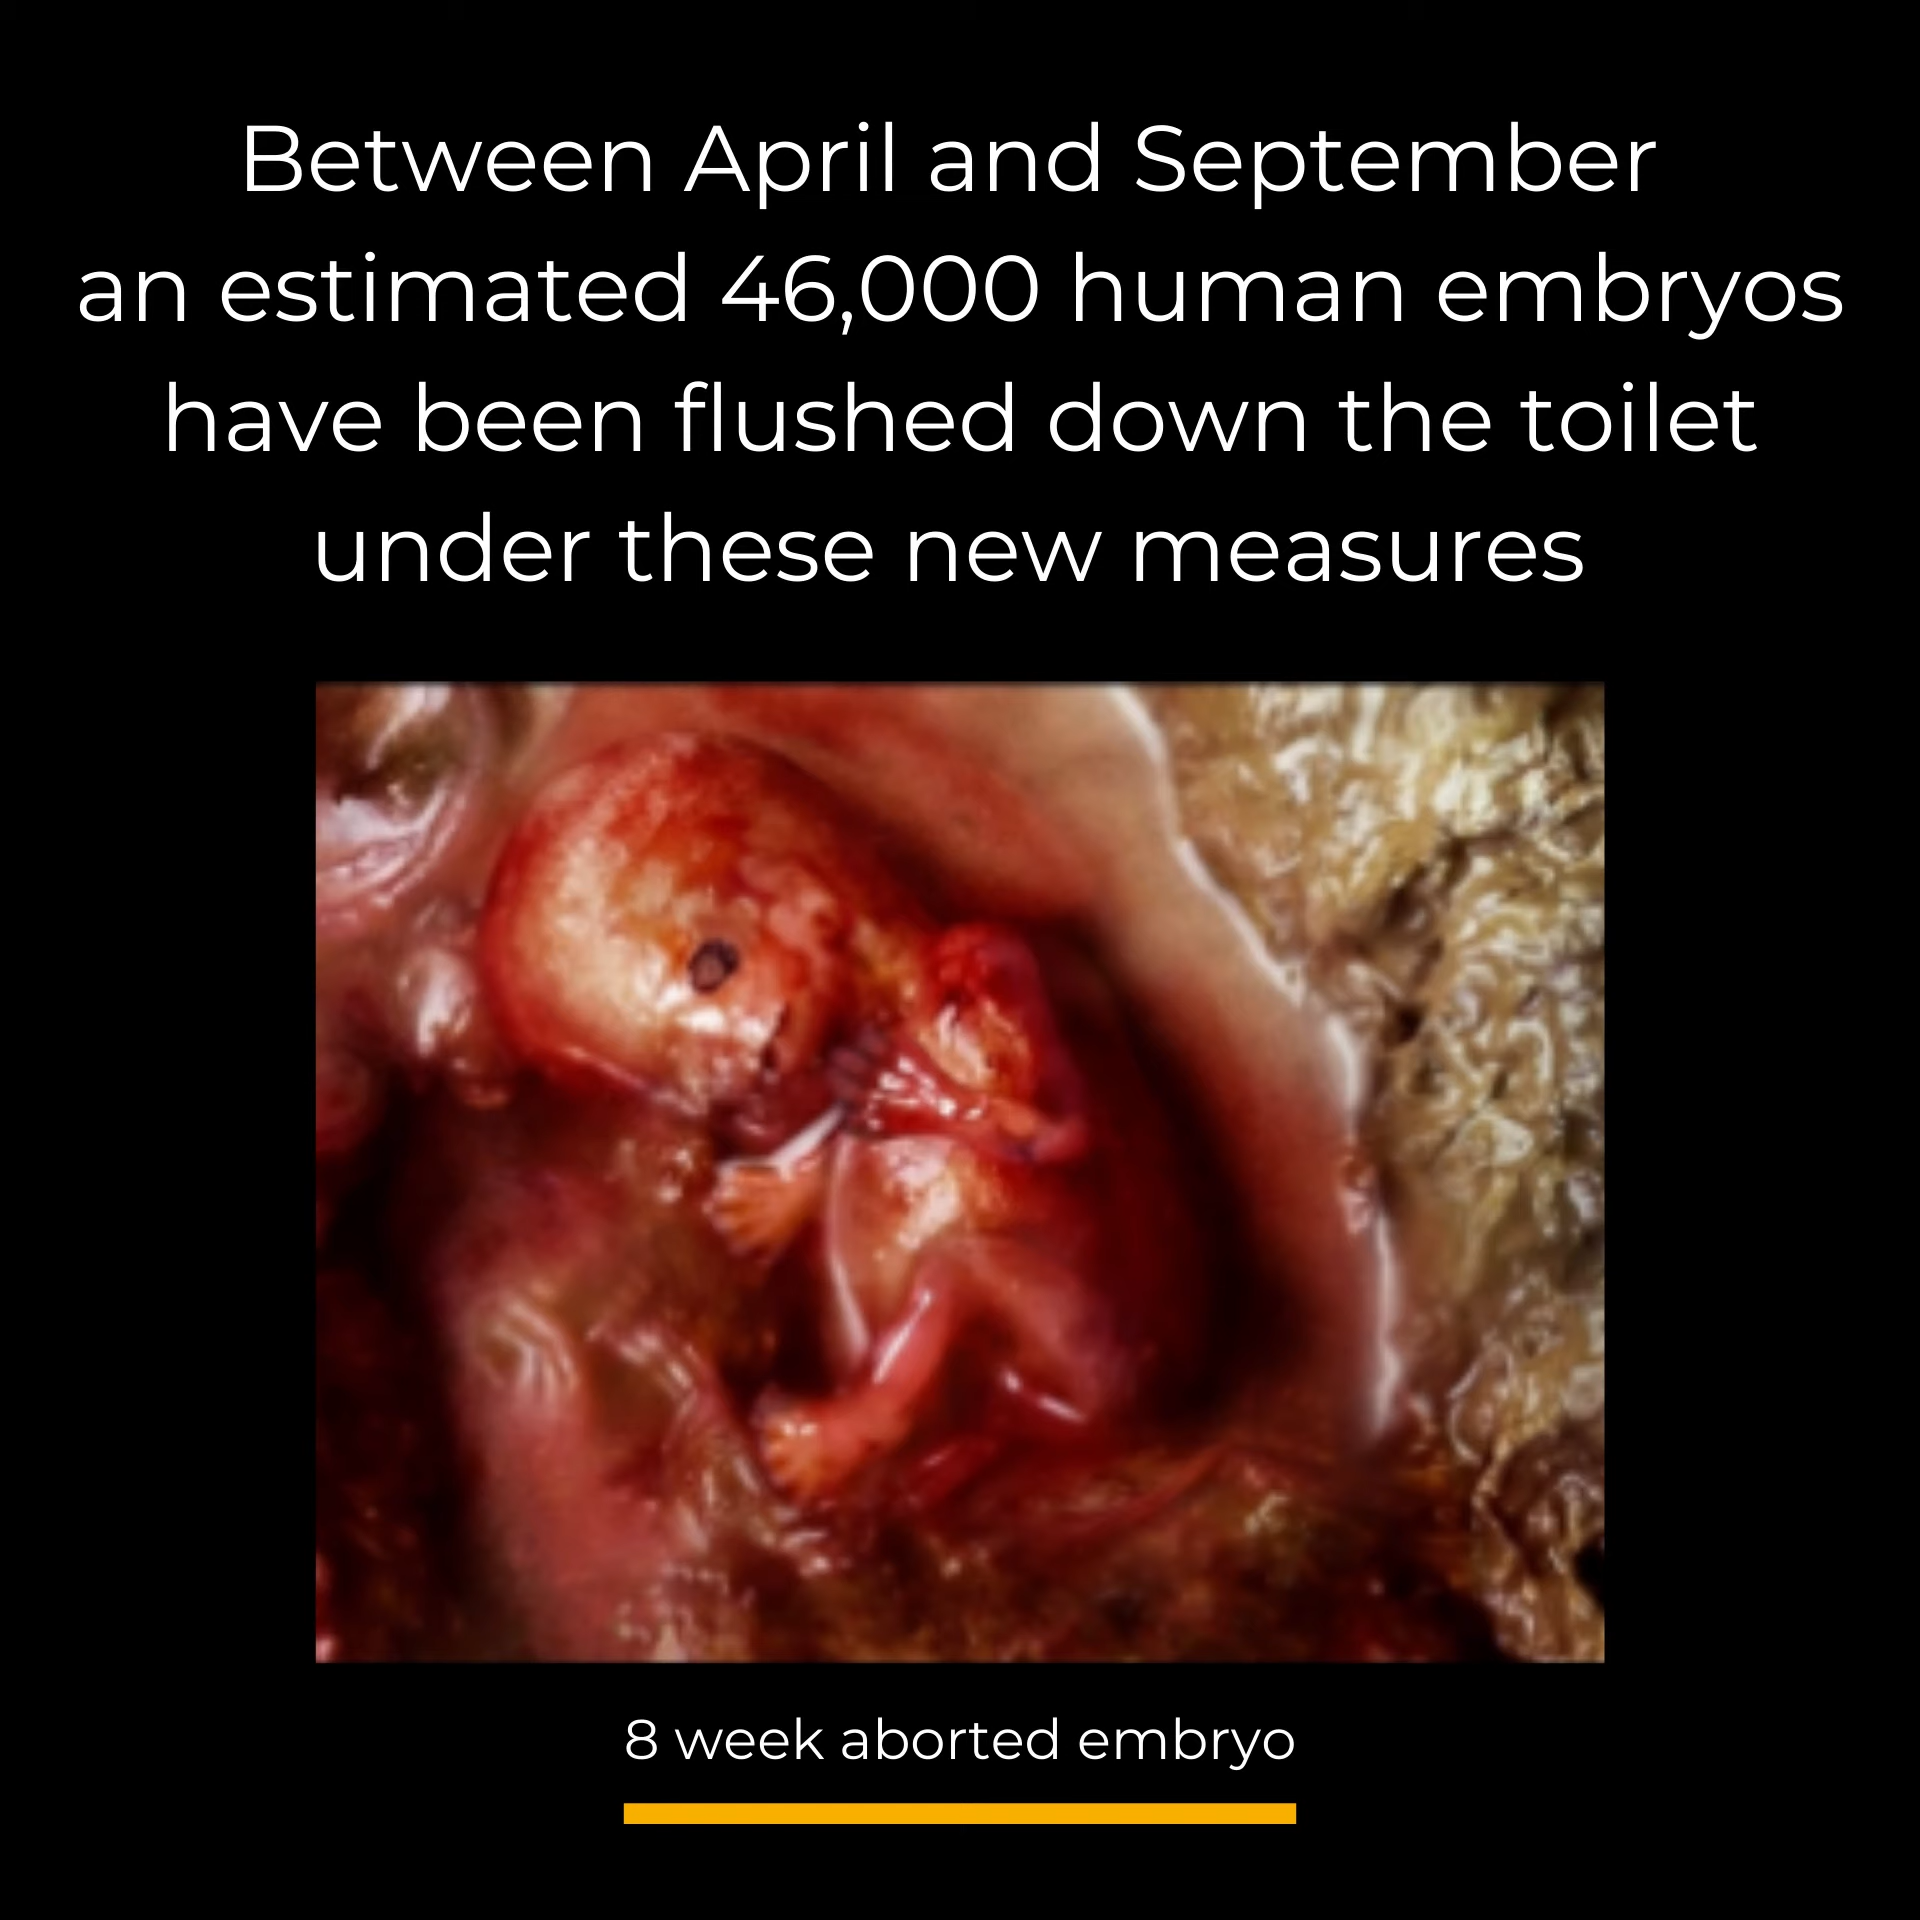 Between April and September
an estimated 46,000 human embryos
have been flushed down the toilet
under these new measures
8 week aborted embryo